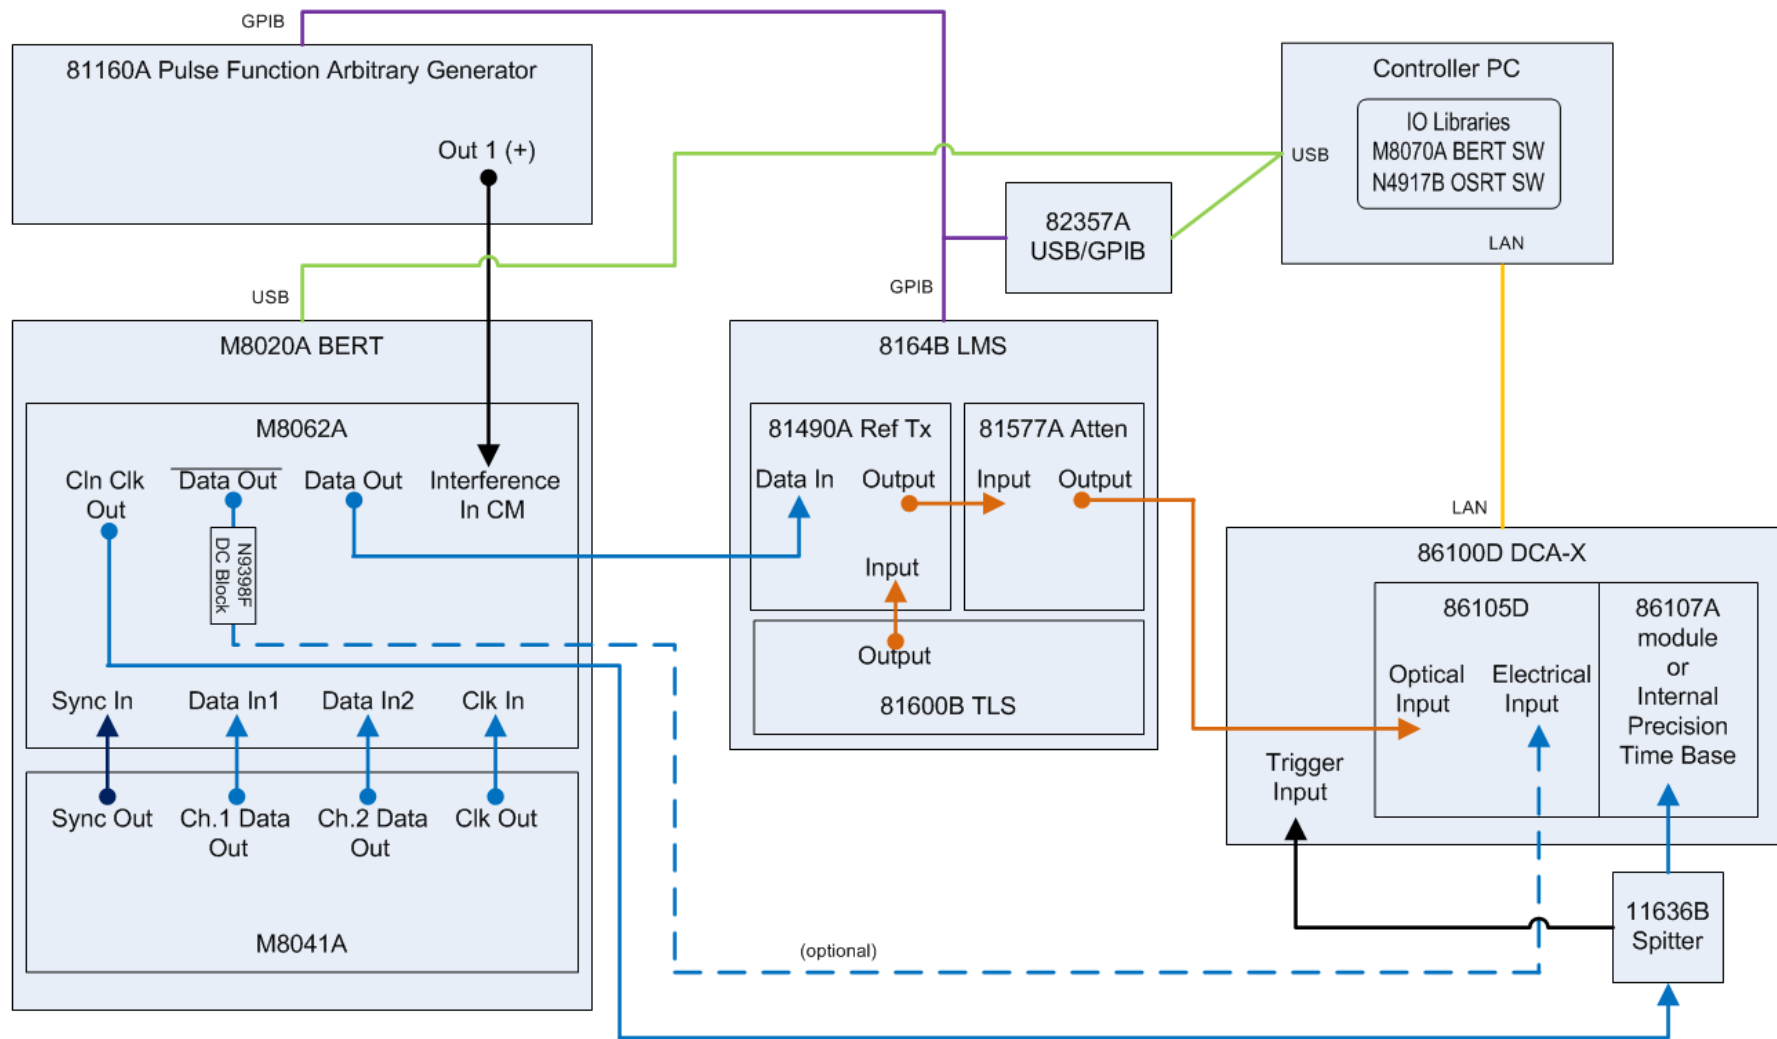 GPIB
81160A Pulse Function Arbitrary Generator
Out 1 (+)
Controller PC
IO Libraries
M8070A BERT SW
N4917B OSRT SW
USB
LAN
82357A
USB/GPIB
USB
GPIB
M8020A BERT
M8062A
Cln Clk
Out
Data Out
Data Out
Interference
In CM
N9398F
DC Block
Sync In
Data In1
Data In2
Clk In
Sync Out
Ch.1 Data
Out
Ch.2 Data
Out
Clk Out
M8041A
8164B LMS
81490A Ref Tx
Data In
Output
Input
81577A Atten
Input
Output
Output
81600B TLS
LAN
86100D DCA-X
86105D
Optical
Input
Electrical
Input
86107A
module
or
Internal
Precision
Time Base
Trigger
Input
11636B
Spitter
(optional)